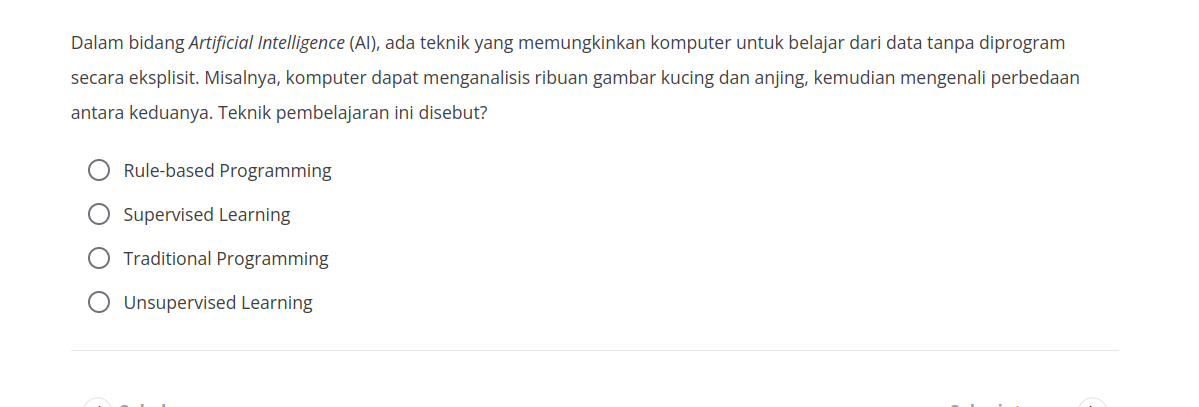 Dalam bidang Artificial Intelligence (AI), ada teknik yang memungkinkan komputer untuk belajar dari data tanpa diprogram
secara eksplisit. Misalnya, komputer dapat menganalisis ribuan gambar kucing dan anjing, kemudian mengenali perbedaan
antara keduanya. Teknik pembelajaran ini disebut?
Rule-based Programming
Supervised Learning
Traditional Programming
Unsupervised Learning